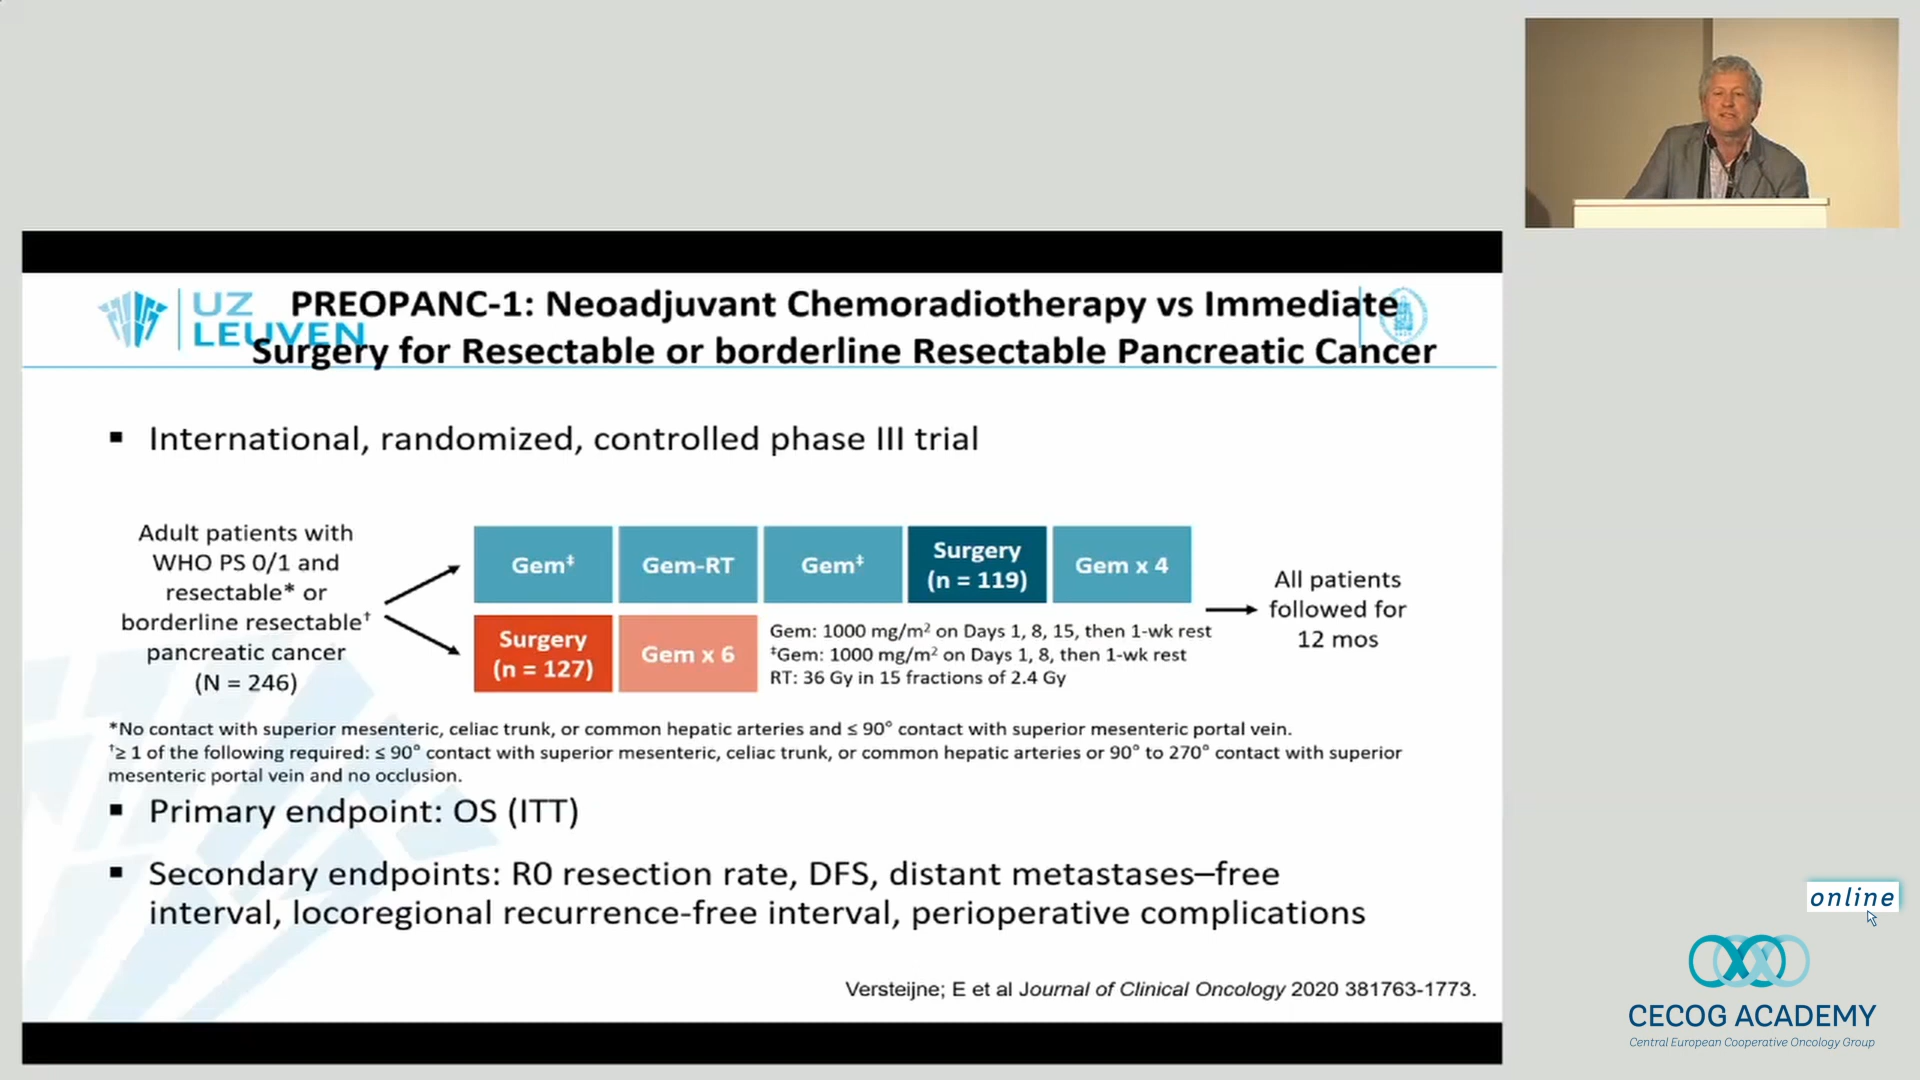 UZ
LEUVEN
PREOPANC-1: Neoadjuvant Chemoradiotherapy vs Immediate
Surgery for Resectable or borderline Resectable Pancreatic Cancer
▪ International, randomized, controlled phase III trial
Adult patients with
WHO PS 0/1 and
resectable* or
borderline resectable†
pancreatic cancer
(N = 246)
Gem‡
Gem-RT
Gem‡
Surgery
(n = 119)
Gem x 4
Surgery
(n = 127)
Gem x 6
Gem: 1000 mg/m² on Days 1, 8, 15, then 1-wk rest
‡Gem: 1000 mg/m² on Days 1, 8, then 1-wk rest
RT: 36 Gy in 15 fractions of 2.4 Gy
All patients
followed for
12 mos
*No contact with superior mesenteric, celiac trunk, or common hepatic arteries and ≤ 90° contact with superior mesenteric portal vein.
†≥ 1 of the following required: ≤ 90° contact with superior mesenteric, celiac trunk, or common hepatic arteries or 90° to 270° contact with superior
mesenteric portal vein and no occlusion.
▪ Primary endpoint: OS (ITT)
▪ Secondary endpoints: R0 resection rate, DFS, distant metastases–free
interval, locoregional recurrence-free interval, perioperative complications
Versteijne; E et al Journal of Clinical Oncology 2020 381763-1773.
online
CECOG ACADEMY
Central European Cooperative Oncology Group